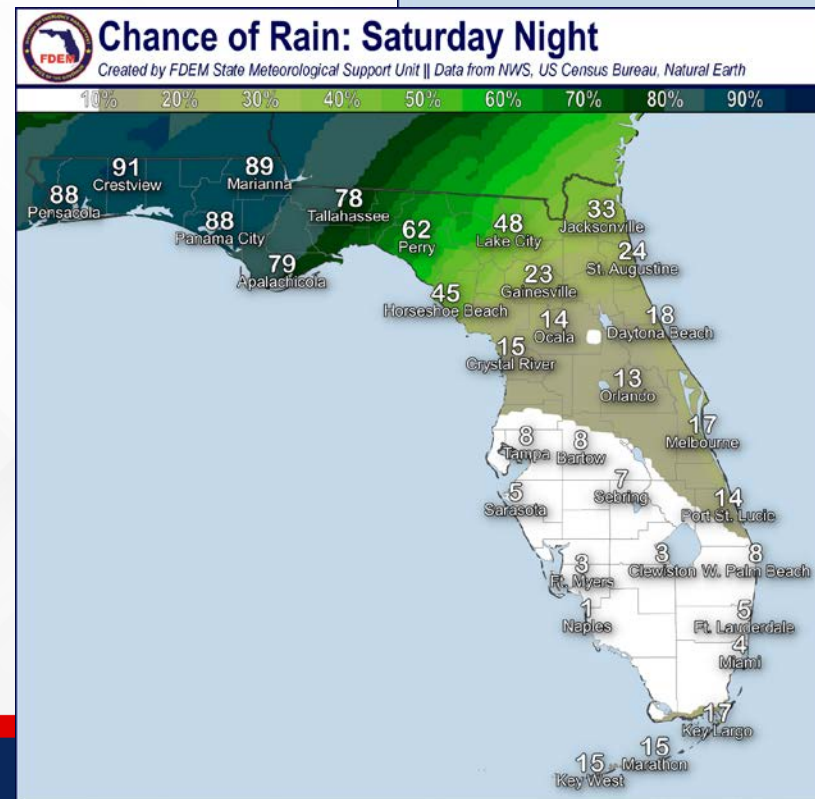 Chance of Rain: Saturday Night
FDEM
Created by FDEM State Meteorological Support Unit || Data from NWS, US Census Bureau, Natural Earth
10% 20% 30% 40% 50% 60% 70% 80% 90%
91
Crestview
89
Marianna
88
Pensacola
78
Tallahassee
88
Panama City
62
Perry
48
Lake City
33
Jacksonville
79
Apalachicola
24
St. Augustine
45
Horseshoe Beach
23
Gainesville
14
Ocala
18
Daytona Beach
15
Crystal River
13
Orlando
17
Melbourne
8
Tampa
8
Bartow
7
Sebring
5
Sarasota
14
Port St. Lucie
3
Ft. Myers
3
Clewiston
8
W. Palm Beach
1
Naples
5
Ft. Lauderdale
4
Miami
17
Key Largo
15
Marathon
15
Key West